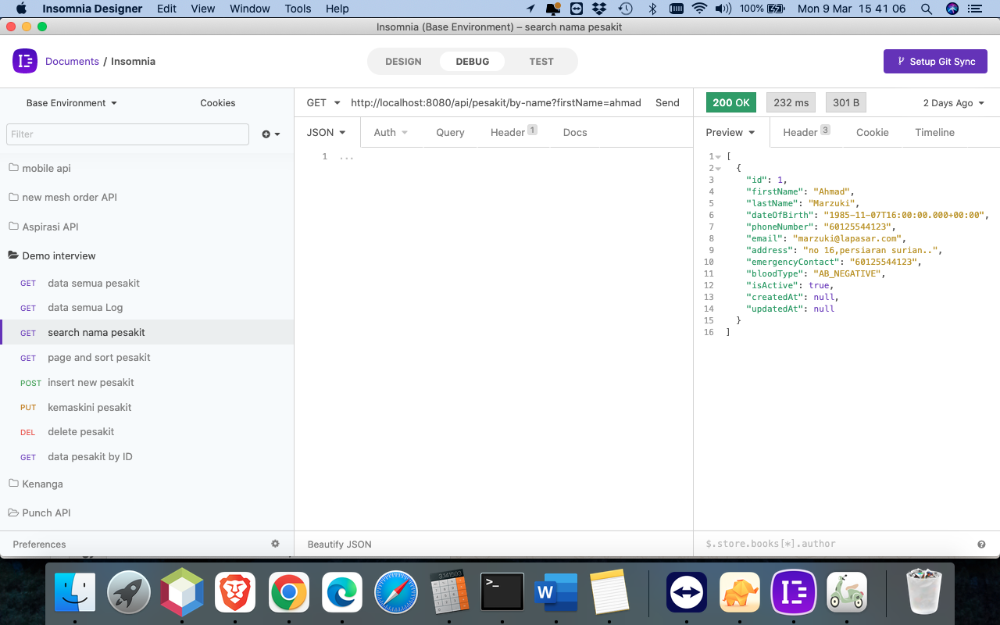 Insomnia Designer Edit View Window Tools Help 100% Mon 9 Mar 15 41 06
Insomnia (Base Environment) – search nama pesakit
Documents / Insomnia
DESIGN DEBUG TEST
Setup Git Sync
Base Environment Cookies
Filter
mobile api
new mesh order API
Aspirasi API
Demo interview
GET data semua pesakit
GET data semua Log
GET search nama pesakit
GET page and sort pesakit
POST insert new pesakit
PUT kemaskini pesakit
DEL delete pesakit
GET data pesakit by ID
Kenanga
Punch API
Preferences
GET http://localhost:8080/api/pesakit/by-name?firstName=ahmad Send
JSON Auth Query Header 1 Docs
1 ...
Beautify JSON
200 OK 232 ms 301 B 2 Days Ago
Preview Header 3 Cookie Timeline
1 [
2 {
3 "id": 1,
4 "firstName": "Ahmad",
5 "lastName": "Marzuki",
6 "dateOfBirth": "1985-11-07T16:00:00.000+00:00",
7 "phoneNumber": "60125544123",
8 "email": "marzuki@lapasar.com",
9 "address": "no 16,persiaran surian..",
10 "emergencyContact": "60125544123",
11 "bloodType": "AB_NEGATIVE",
12 "isActive": true,
13 "createdAt": null,
14 "updatedAt": null
15 }
16 ]
$.store.books[*].author
3.141593
>_
W